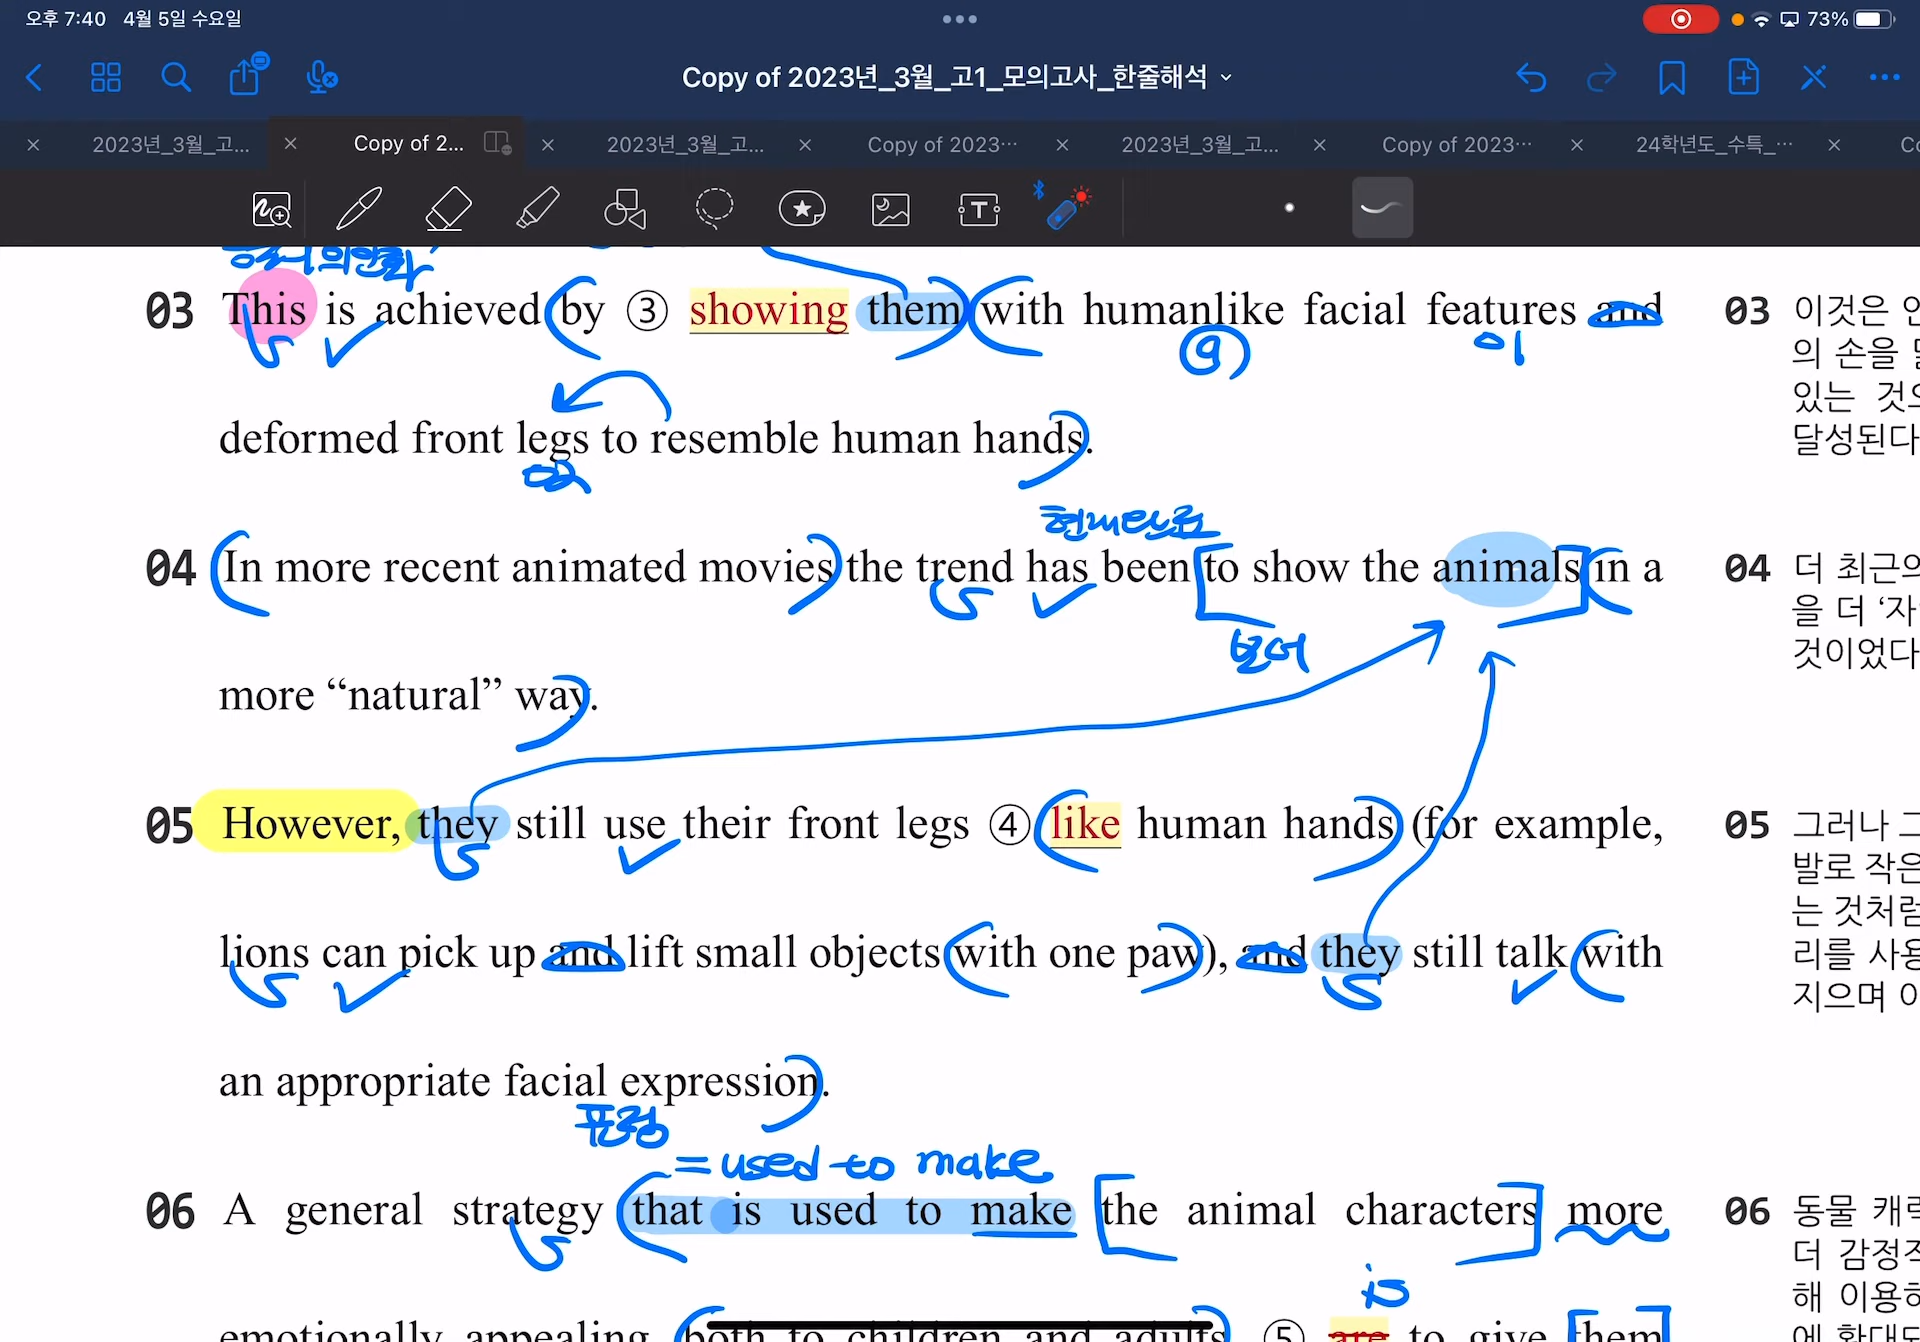 오후 7:40 4월 5일 수요일
73%
Copy of 2023년_3월_고1_모의고사_한줄해석
2023년_3월_고...
Copy of 2...
2023년_3월_고...
Copy of 2023...
2023년_3월_고...
Copy of 2023...
24학년도_수특_...
의인화
03 This is achieved by ③ showing them with humanlike facial features and
이
deformed front legs to resemble human hands.
현재완료
04 In more recent animated movies the trend has been to show the animals in a
보어
more “natural” way.
05 However, they still use their front legs ④ like human hands (for example,
lions can pick up and lift small objects with one paw), and they still talk with
an appropriate facial expression.
표정
= used to make
06 A general strategy that is used to make the animal characters more
is
emotionally appealing both to children and adults ⑤ are to give them
03 이것은
의 손을
있는
달성된다
04 더 최근의
을 더
것이었다
05 그러나
발로 작은
는 것처럼
리를
지으며
06 동물
더
해
에